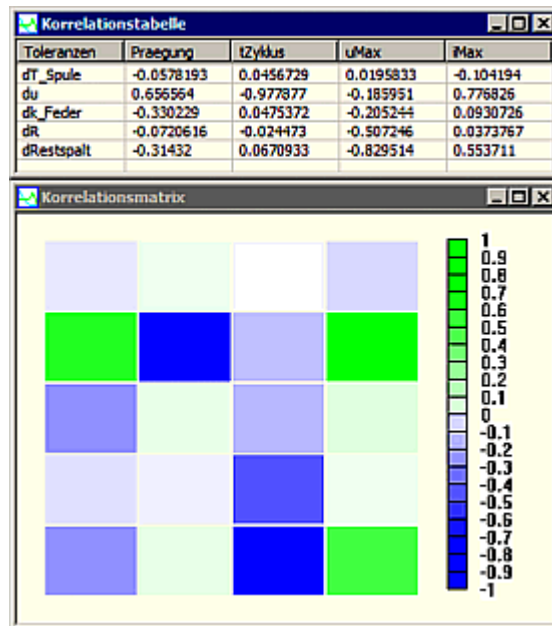 Korrelationstabelle
Toleranzen Praegung tZyklus uMax iMax
dT_Spule -0.0578193 0.0456729 0.0195833 -0.104194
du 0.656564 -0.977877 -0.185951 0.776826
dk_Feder -0.330229 0.0475372 -0.205244 0.0930726
dR -0.0720616 -0.024473 -0.507246 0.0373767
dRestspalt -0.31432 0.0670933 -0.829514 0.553711
Korrelationsmatrix
1
0.9
0.8
0.7
0.6
0.5
0.4
0.3
0.2
0.1
0
-0.1
-0.2
-0.3
-0.4
-0.5
-0.6
-0.7
-0.8
-0.9
-1